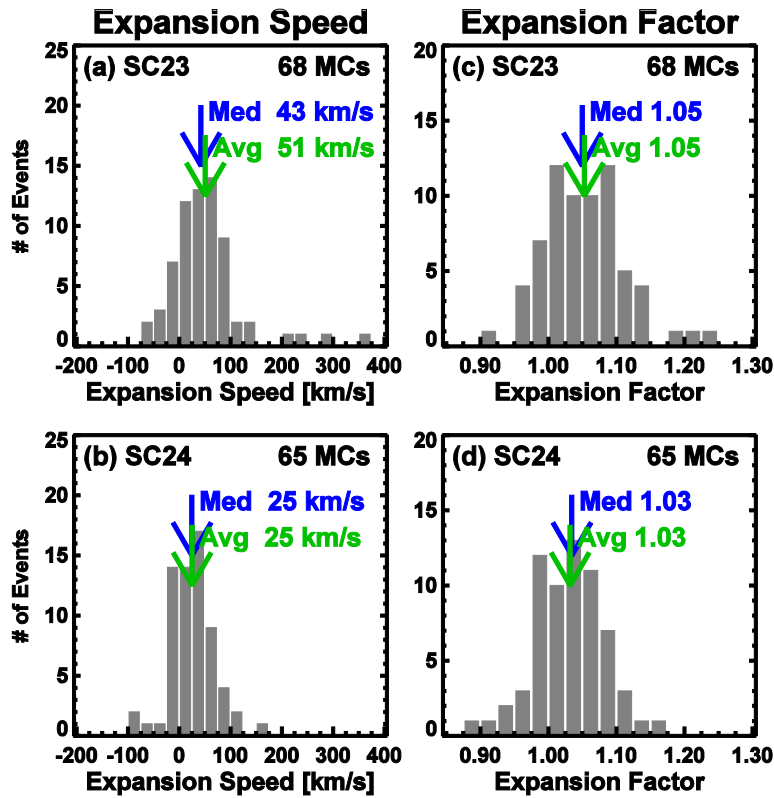 Expansion Speed
Expansion Factor
(a) SC23 68 MCs
Med 43 km/s
Avg 51 km/s
# of Events
25
20
15
10
5
0
-200 -100 0 100 200 300 400
Expansion Speed [km/s]
(c) SC23 68 MCs
Med 1.05
Avg 1.05
20
15
10
5
0
0.90 1.00 1.10 1.20 1.30
Expansion Factor
(b) SC24 65 MCs
Med 25 km/s
Avg 25 km/s
# of Events
25
20
15
10
5
0
-200 -100 0 100 200 300 400
Expansion Speed [km/s]
(d) SC24 65 MCs
Med 1.03
Avg 1.03
20
15
10
5
0
0.90 1.00 1.10 1.20 1.30
Expansion Factor